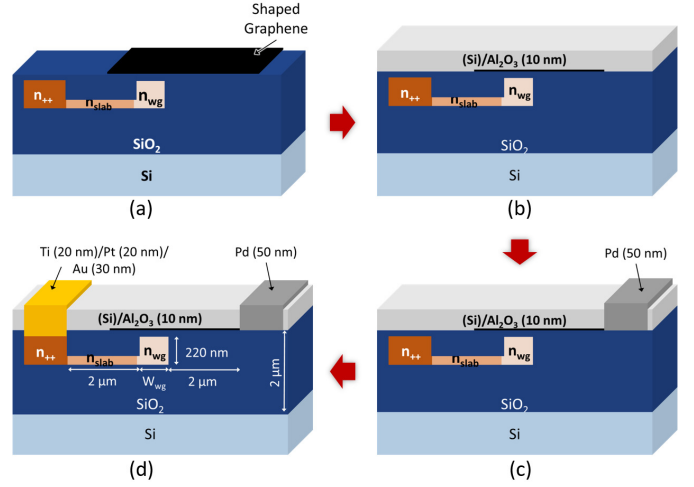 Shaped
Graphene
n++
nslab
nwg
SiO2
Si
(a)
(Si)/Al2O3 (10 nm)
n++
nslab
nwg
SiO2
Si
(b)
Ti (20 nm)/Pt (20 nm)/
Au (30 nm)
Pd (50 nm)
(Si)/Al2O3 (10 nm)
n++
nslab
nwg
220 nm
2 μm
Wwg
2 μm
2 μm
SiO2
Si
(d)
Pd (50 nm)
(Si)/Al2O3 (10 nm)
n++
nslab
nwg
SiO2
Si
(c)